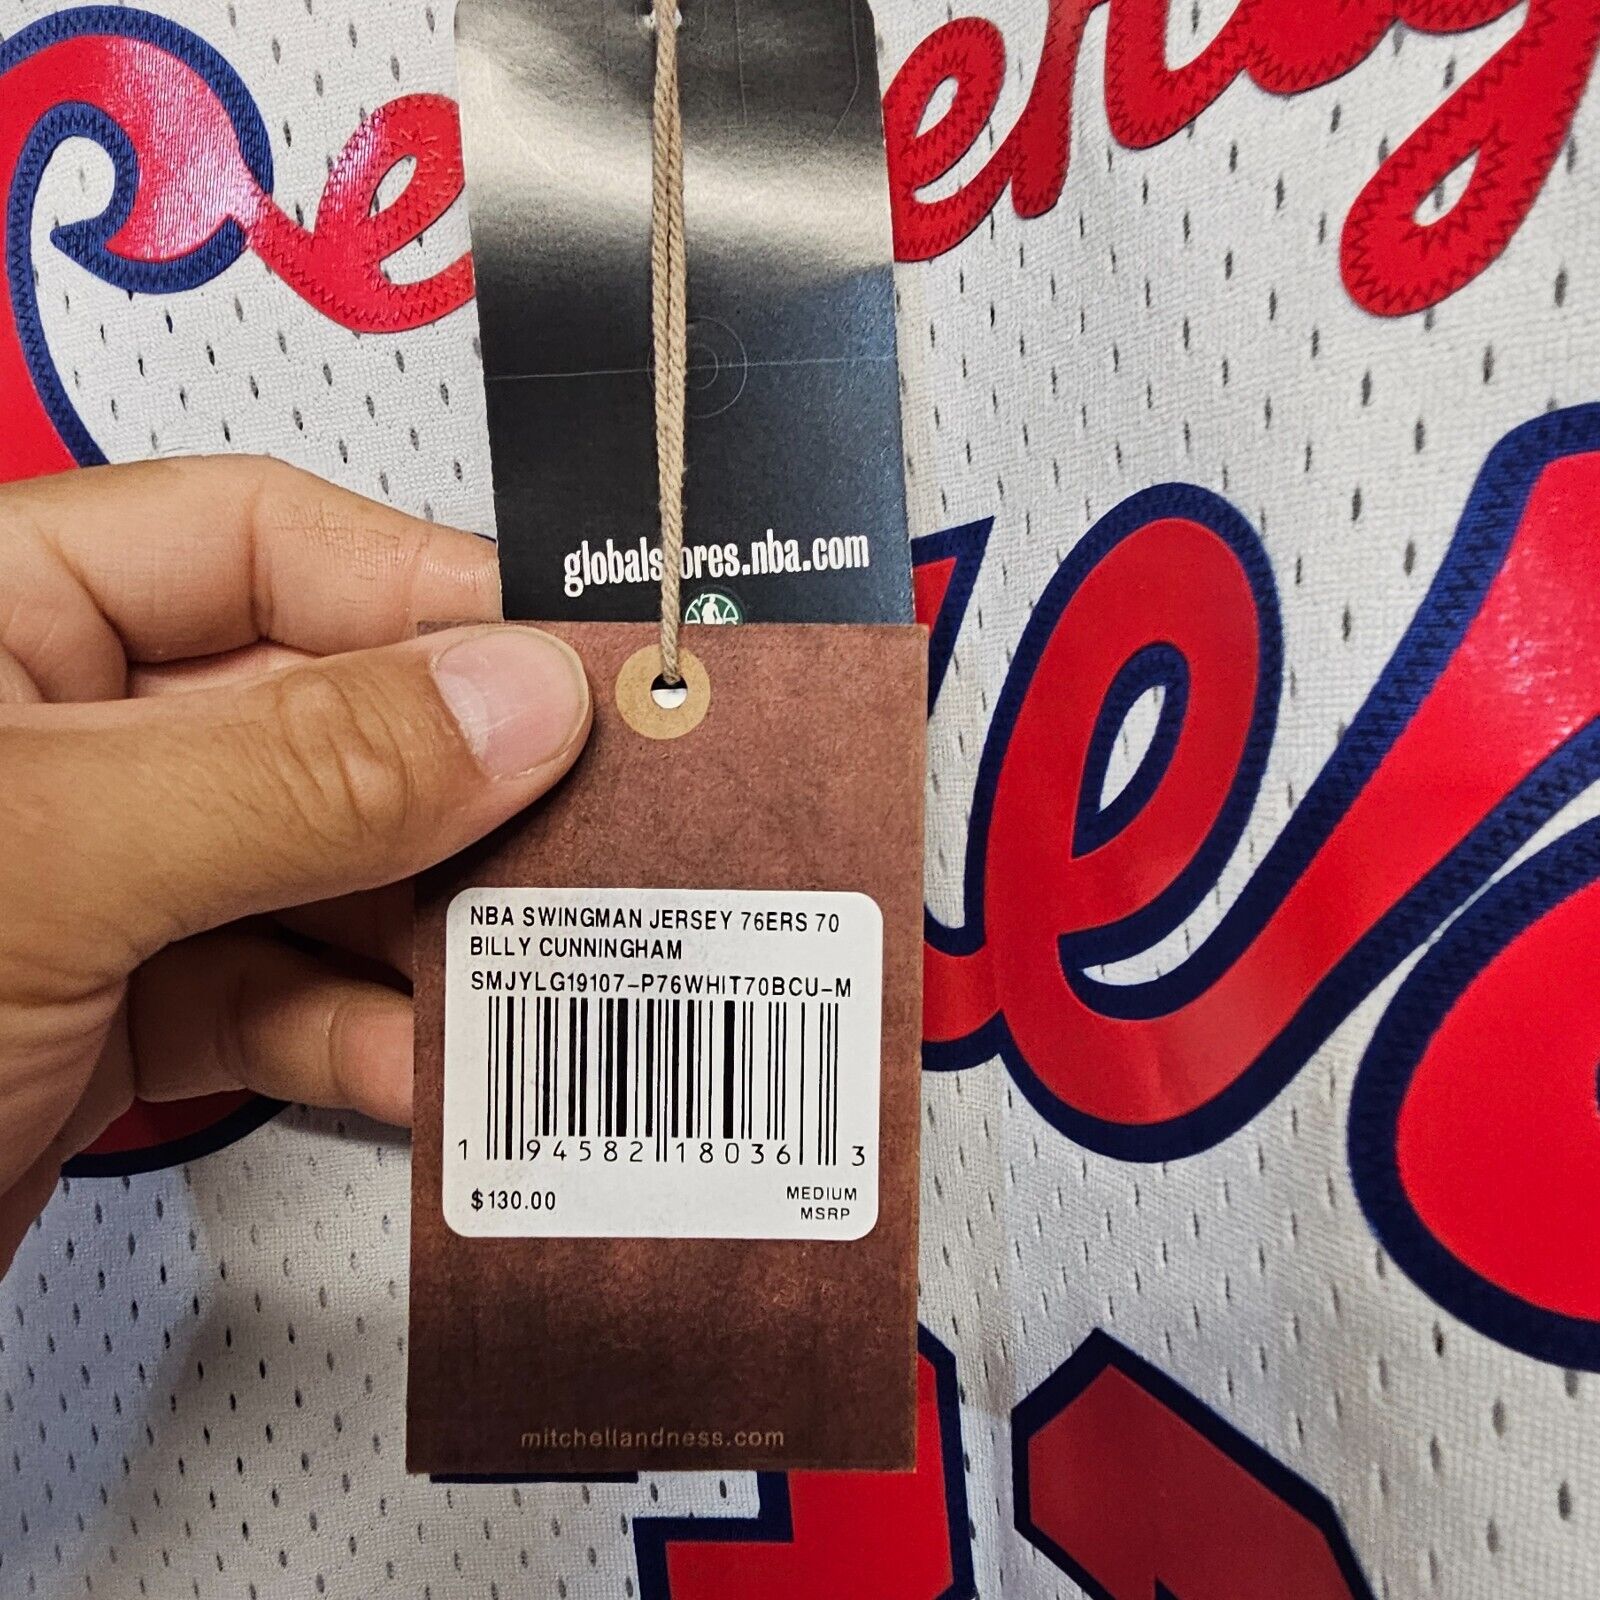 globalstores.nba.com
NBA SWINGMAN JERSEY 76ERS 70
BILLY CUNNINGHAM
SMJYLG19107-P76WHIT70BCU-M
1 94582 18036 3
$130.00
MEDIUM
MSRP
mitchellandness.com